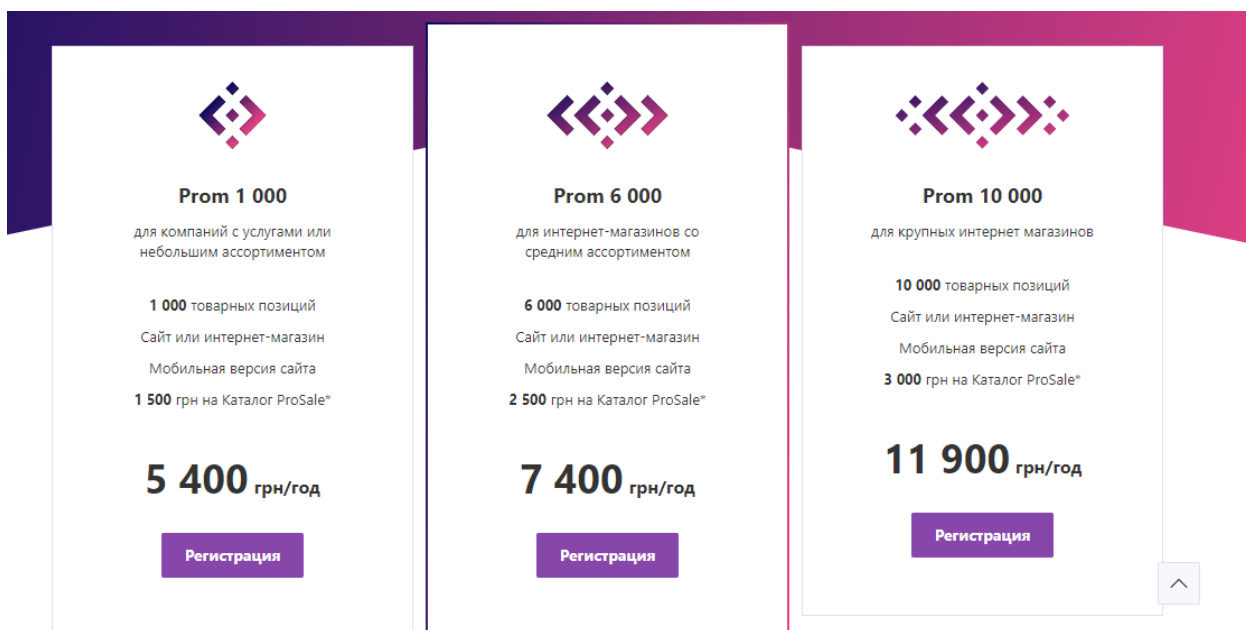 Prom 1 000
для компаний с услугами или
небольшим ассортиментом
1 000 товарных позиций
Сайт или интернет-магазин
Мобильная версия сайта
1 500 грн на Каталог ProSale*
5 400 грн/год
Регистрация
Prom 6 000
для интернет-магазинов со
средним ассортиментом
6 000 товарных позиций
Сайт или интернет-магазин
Мобильная версия сайта
2 500 грн на Каталог ProSale*
7 400 грн/год
Регистрация
Prom 10 000
для крупных интернет магазинов
10 000 товарных позиций
Сайт или интернет-магазин
Мобильная версия сайта
3 000 грн на Каталог ProSale*
11 900 грн/год
Регистрация